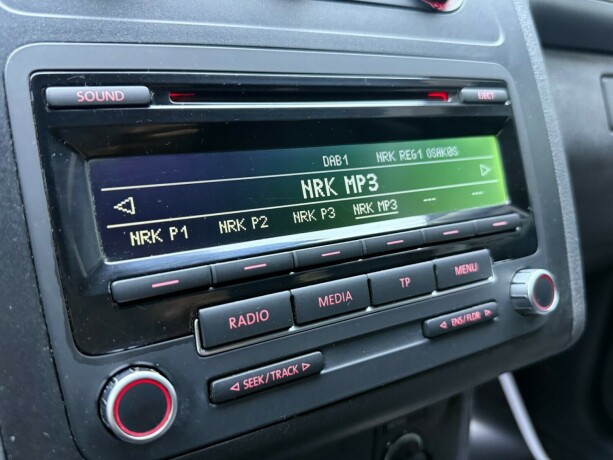 SOUND
EJECT
DAB1 NRK REG1 OSAKØS
NRK MP3
NRK P1 NRK P2 NRK P3 NRK MP3 --- ---
RADIO MEDIA TP MENU
SEEK / TRACK
ENS/FLDR